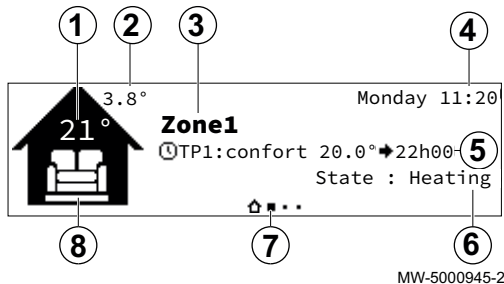 1 2 3 4
3.8° Monday 11:20
21° Zone1
TP1:confort 20.0°➔22h00 5
State : Heating
8 7 6
MW-5000945-2